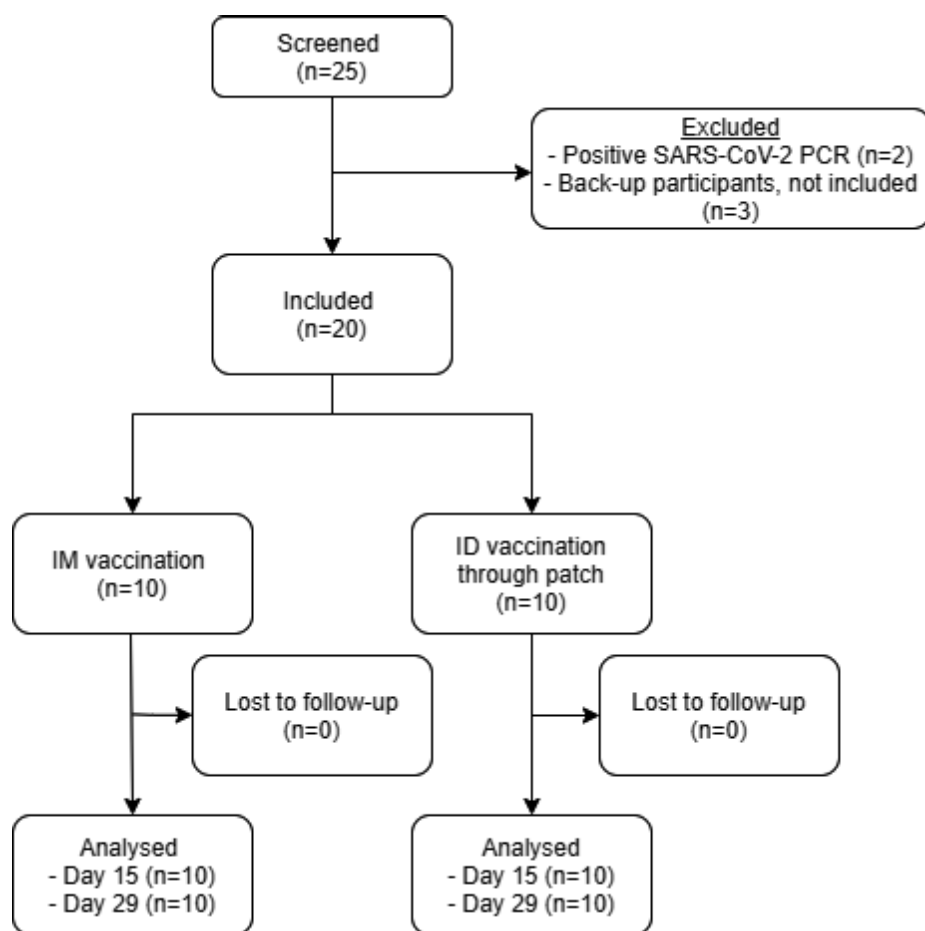 Screened
(n=25)
Excluded
- Positive SARS-CoV-2 PCR (n=2)
- Back-up participants, not included
(n=3)
Included
(n=20)
IM vaccination
(n=10)
ID vaccination
through patch
(n=10)
Lost to follow-up
(n=0)
Lost to follow-up
(n=0)
Analysed
- Day 15 (n=10)
- Day 29 (n=10)
Analysed
- Day 15 (n=10)
- Day 29 (n=10)